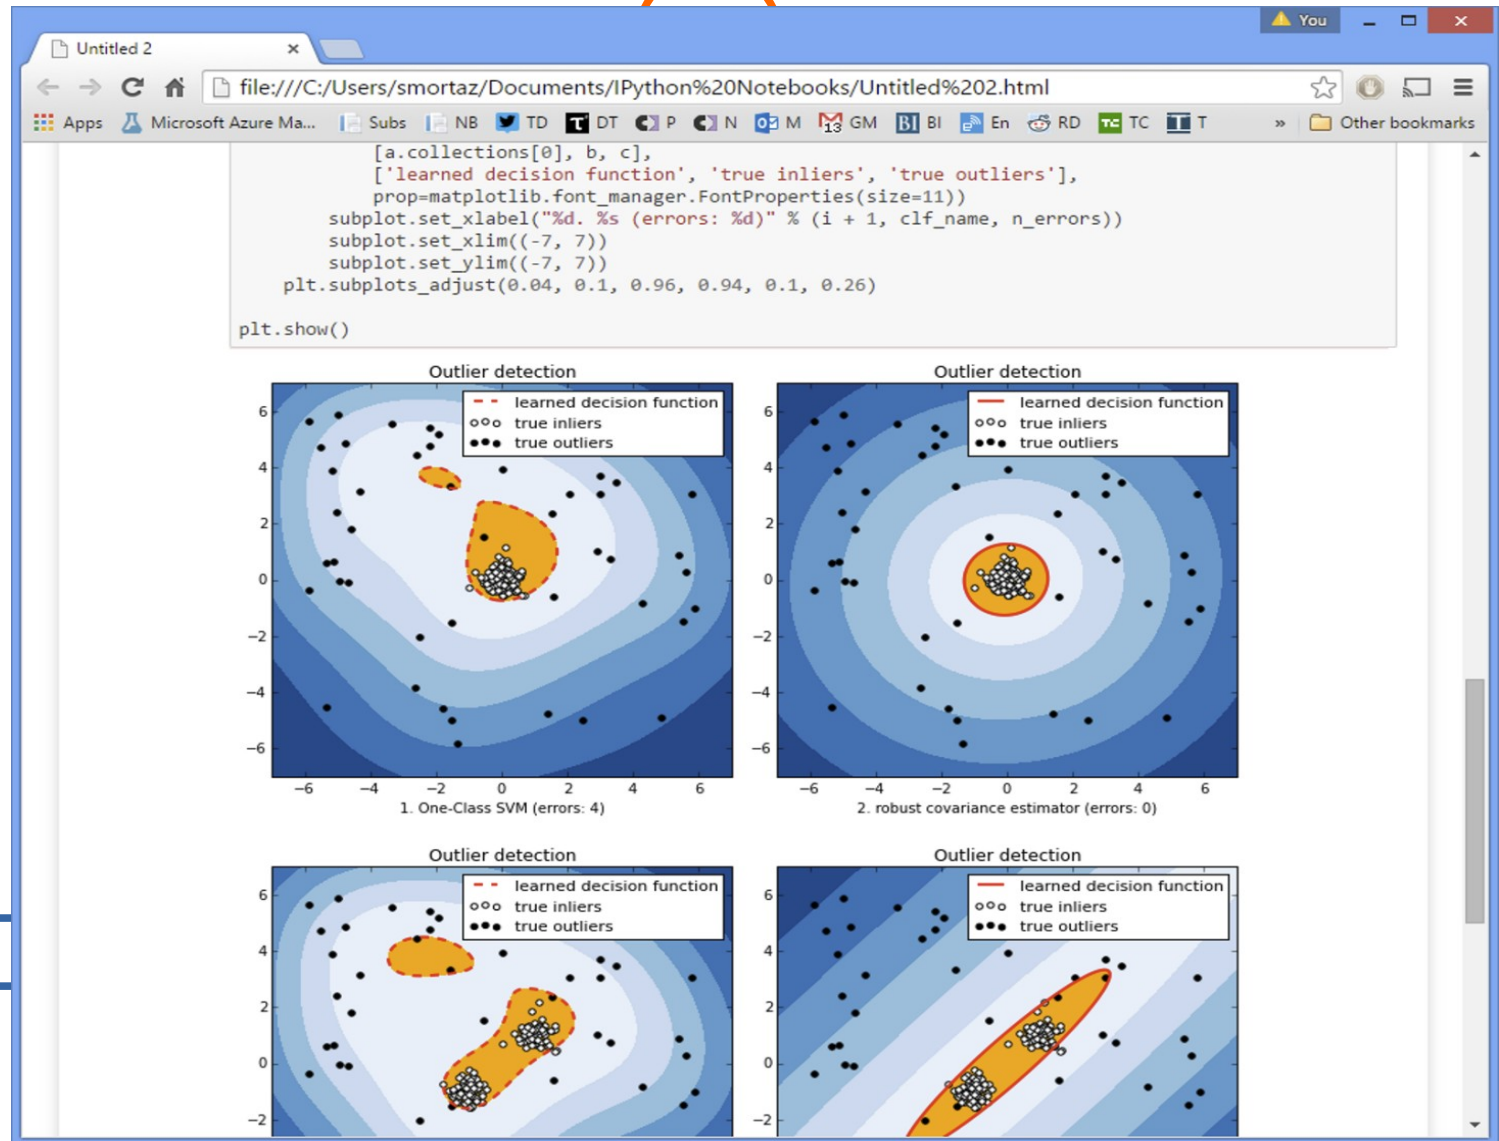 You
Untitled 2
file:///C:/Users/smortaz/Documents/IPython%20Notebooks/Untitled%202.html
Apps Microsoft Azure Ma... Subs NB TD T DT P N M 13 GM BI BI En RD TC TC T T » Other bookmarks
[a.collections[0], b, c],
['learned decision function', 'true inliers', 'true outliers'],
prop=matplotlib.font_manager.FontProperties(size=11))
subplot.set_xlabel("%d. %s (errors: %d)" % (i + 1, clf_name, n_errors))
subplot.set_xlim((-7, 7))
subplot.set_ylim((-7, 7))
plt.subplots_adjust(0.04, 0.1, 0.96, 0.94, 0.1, 0.26)
plt.show()
Outlier detection
learned decision function
true inliers
true outliers
6
4
2
0
−2
−4
−6
−6 −4 −2 0 2 4 6
1. One-Class SVM (errors: 4)
Outlier detection
learned decision function
true inliers
true outliers
6
4
2
0
−2
−4
−6
−6 −4 −2 0 2 4 6
2. robust covariance estimator (errors: 0)
Outlier detection
learned decision function
true inliers
true outliers
6
4
2
0
−2
Outlier detection
learned decision function
true inliers
true outliers
6
4
2
0
−2